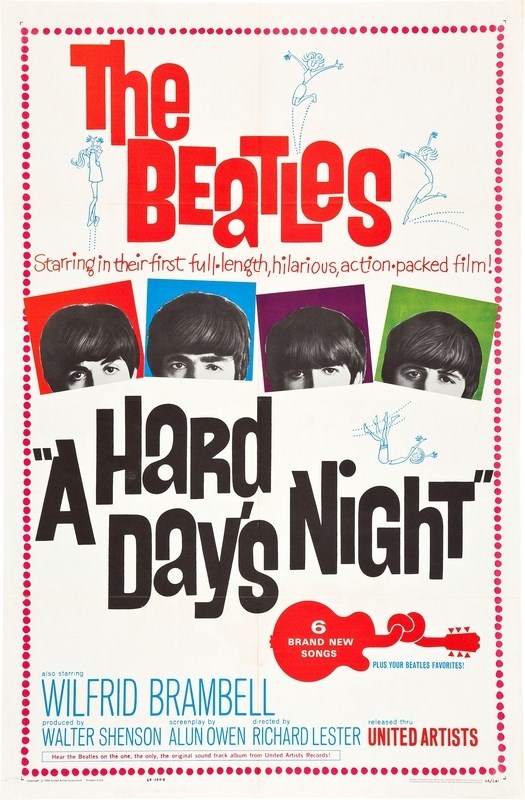 The
BEATLES
Starring in their first full-length, hilarious, action-packed film!
"A HARD
DAY'S NIGHT"
6
BRAND NEW
SONGS
PLUS YOUR BEATLES FAVORITES!
also starring
WILFRID BRAMBELL
produced by screenplay by directed by released thru
WALTER SHENSON ALUN OWEN RICHARD LESTER UNITED ARTISTS
Hear the Beatles on the one, the only, the original sound track album from United Artists Records!